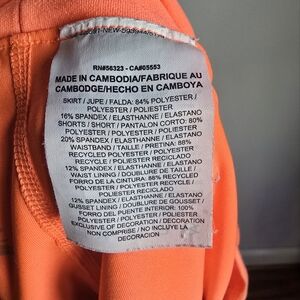 RN#56323 - CA#05553
MADE IN CAMBODIA/FABRIQUE AU
CAMBODGE/HECHO EN CAMBOYA
SKIRT / JUPE / FALDA: 84% POLYESTER /
POLYESTER / POLIESTER
16% SPANDEX / ELASTHANNE / ELASTANO
SHORTS / SHORT / PANTALON CORTO: 80%
POLYESTER / POLYESTER / POLIESTER
20% SPANDEX / ELASTHANNE / ELASTANO
WAISTBAND / TAILLE / PRETINA: 88%
RECYCLED POLYESTER / POLYESTER
RECYCLE / POLIESTER RECICLADO
12% SPANDEX / ELASTHANNE / ELASTANO
WAIST LINING / DOUBLURE DE TAILLE /
FORRO DE LA CINTURA: 88% RECYCLED
POLYESTER / POLYESTER RECYCLE /
POLIESTER RECICLADO
12% SPANDEX / ELASTHANNE / ELASTANO
GUSSET LINING / DOUBLURE DE GOUSSET /
FORRO DEL PUENTE INTERIOR: 100%
POLYESTER / POLYESTER / POLIESTER
EXCLUSIVE OF DECORATION / DECORATION
NON COMPRISE / NO INCLUYE LA
DECORACION